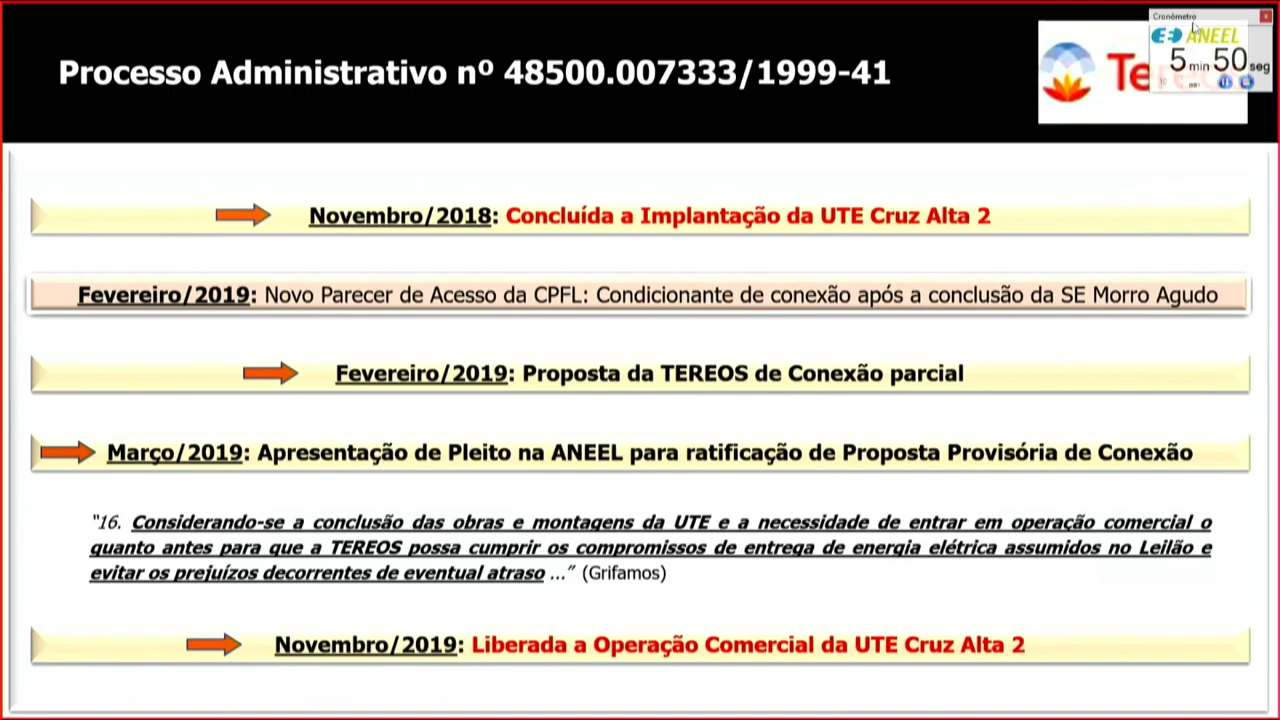 Cronômetro
ANEEL
Processo Administrativo nº 48500.007333/1999-41
5 min 50 seg
Novembro/2018: Concluída a Implantação da UTE Cruz Alta 2
Fevereiro/2019: Novo Parecer de Acesso da CPFL: Condicionante de conexão após a conclusão da SE Morro Agudo
Fevereiro/2019: Proposta da TEREOS de Conexão parcial
Março/2019: Apresentação de Pleito na ANEEL para ratificação de Proposta Provisória de Conexão
"16. Considerando-se a conclusão das obras e montagens da UTE e a necessidade de entrar em operação comercial o
quanto antes para que a TEREOS possa cumprir os compromissos de entrega de energia elétrica assumidos no Leilão e
evitar os prejuízos decorrentes de eventual atraso ..." (Grifamos)
Novembro/2019: Liberada a Operação Comercial da UTE Cruz Alta 2